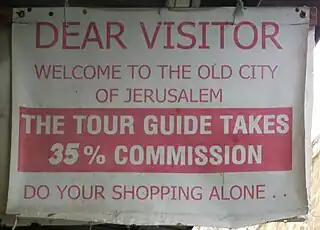 DEAR VISITOR
WELCOME TO THE OLD CITY
OF JERUSALEM
THE TOUR GUIDE TAKES
35% COMMISSION
DO YOUR SHOPPING ALONE . .